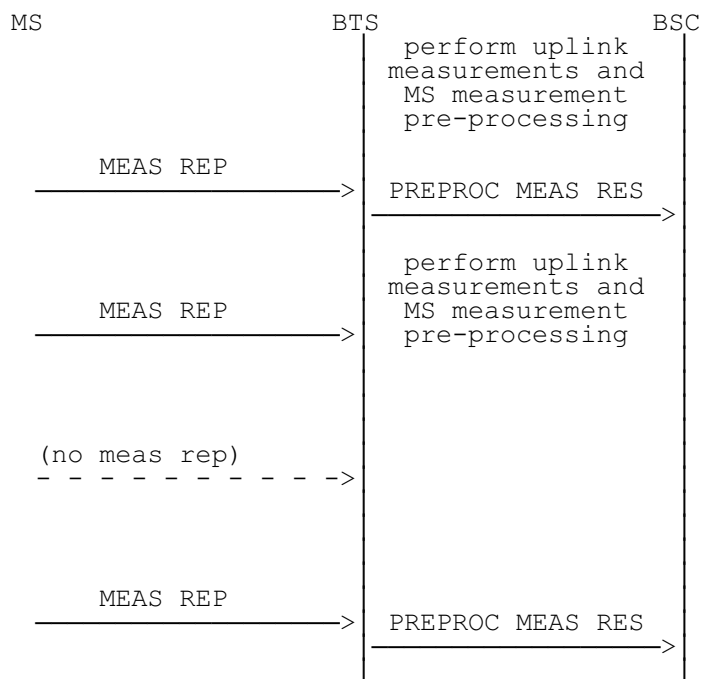 MS BTS BSC
perform uplink
measurements and
MS measurement
pre-processing
MEAS REP
PREPROC MEAS RES
perform uplink
measurements and
MEAS REP MS measurement
pre-processing
(no meas rep)
MEAS REP
PREPROC MEAS RES